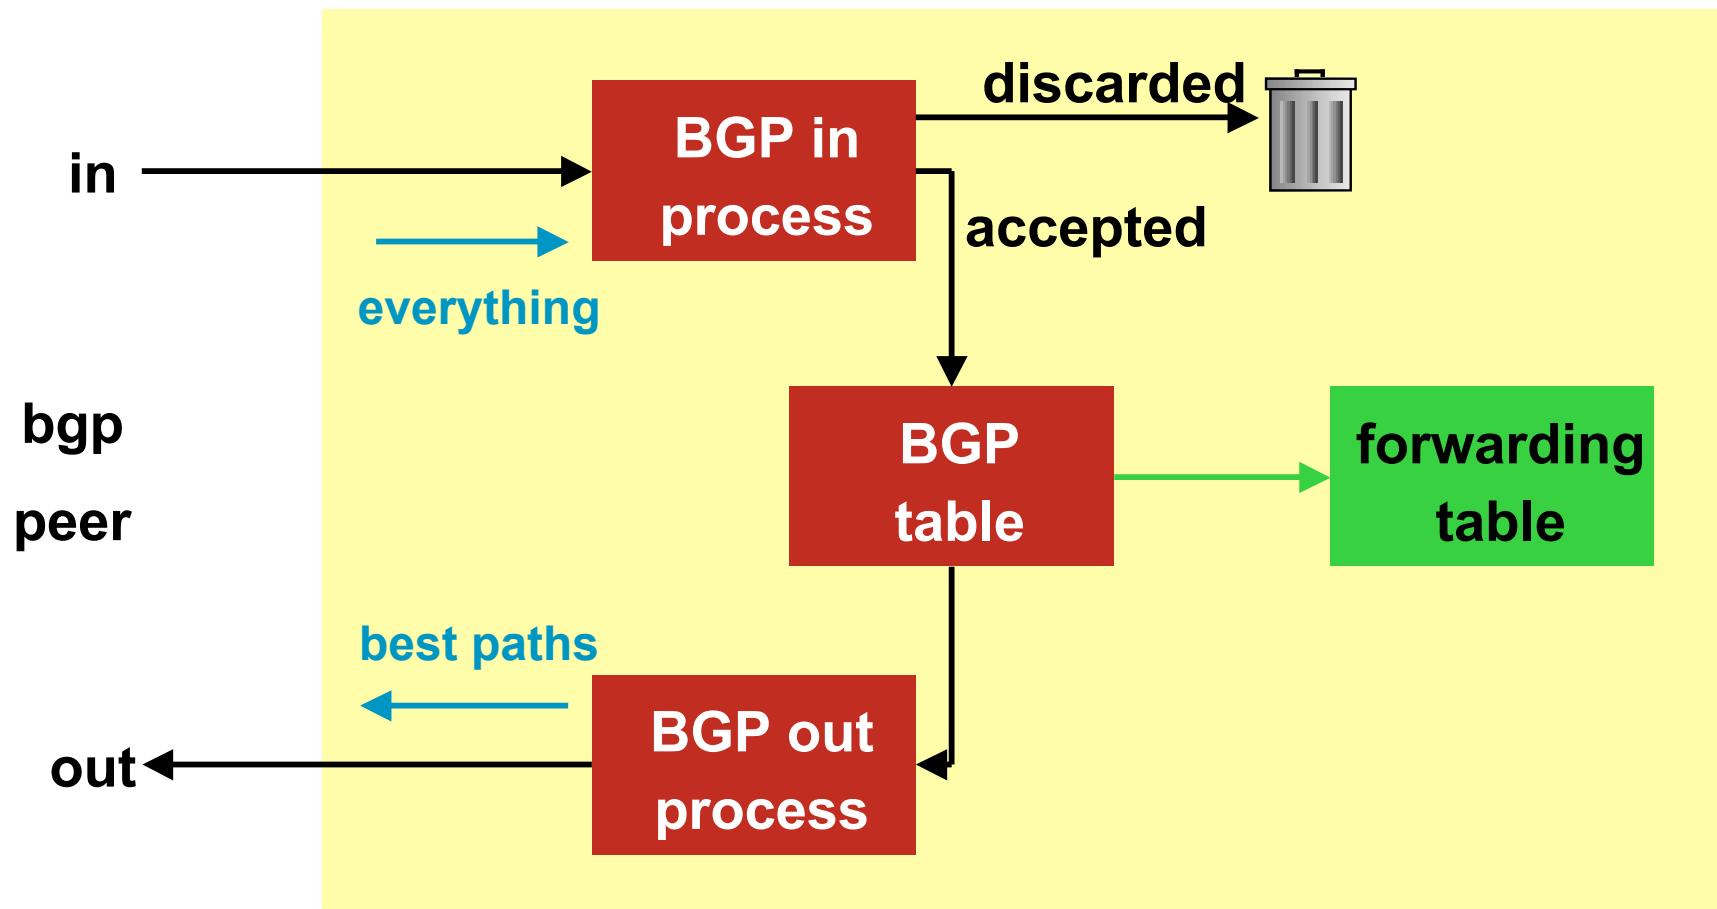 in
BGP in
process
discarded
accepted
everything
bgp
peer
BGP
table
forwarding
table
best paths
out
BGP out
process